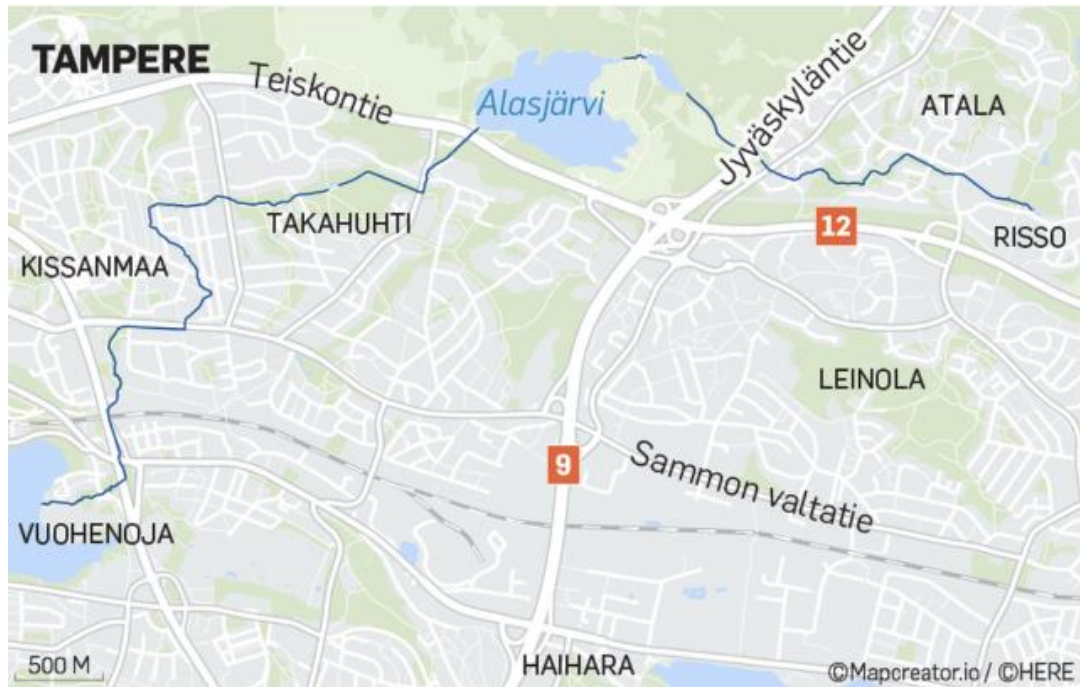 TAMPERE
Teiskontie
Alasjärvi
Jyväskyläntie
ATALA
TAKAHUHTI
12
RISSO
KISSANMAA
LEINOLA
9
Sammon valtatie
VUOHENOJA
500 M
HAIHARA
©Mapcreator.io / ©HERE